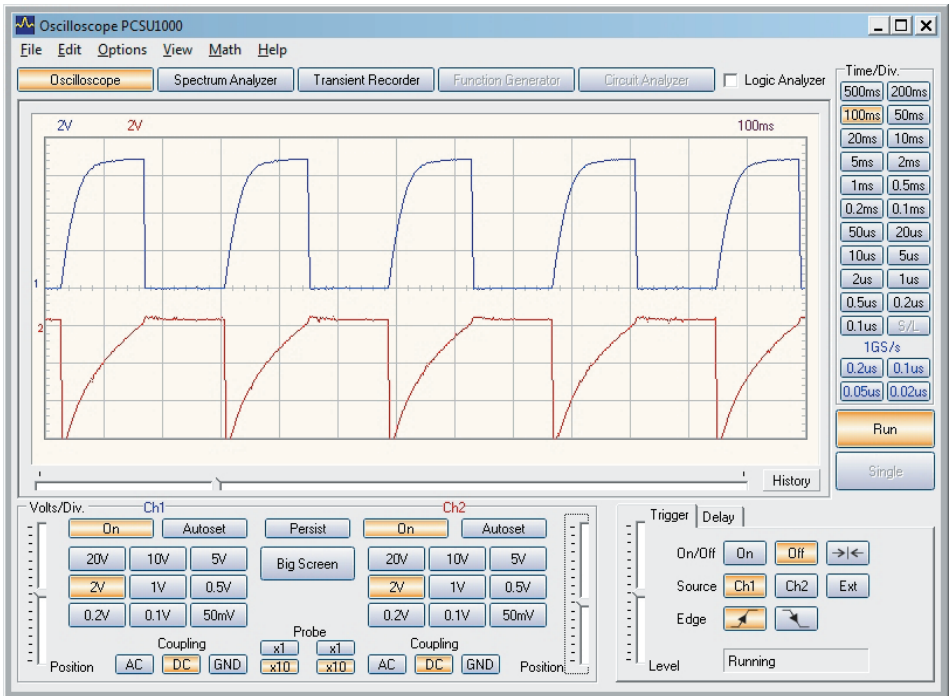 Oscilloscope PCSU1000
File Edit Options View Math Help
Oscilloscope Spectrum Analyzer Transient Recorder Function Generator Circuit Analyzer Logic Analyzer
2V 2V 100ms
1
2
History
Time/Div.
500ms 200ms
100ms 50ms
20ms 10ms
5ms 2ms
1ms 0.5ms
0.2ms 0.1ms
50us 20us
10us 5us
2us 1us
0.5us 0.2us
0.1us S/L
1GS/s
0.2us 0.1us
0.05us 0.02us
Run
Single
Volts/Div. Ch1 Ch2
On Autoset Persist On Autoset
20V 10V 5V Big Screen 20V 10V 5V
2V 1V 0.5V 2V 1V 0.5V
0.2V 0.1V 50mV 0.2V 0.1V 50mV
Coupling Probe Coupling
x1 x1
Position AC DC GND x10 x10 AC DC GND Position
Trigger Delay
On/Off On Off
Source Ch1 Ch2 Ext
Edge
Level Running